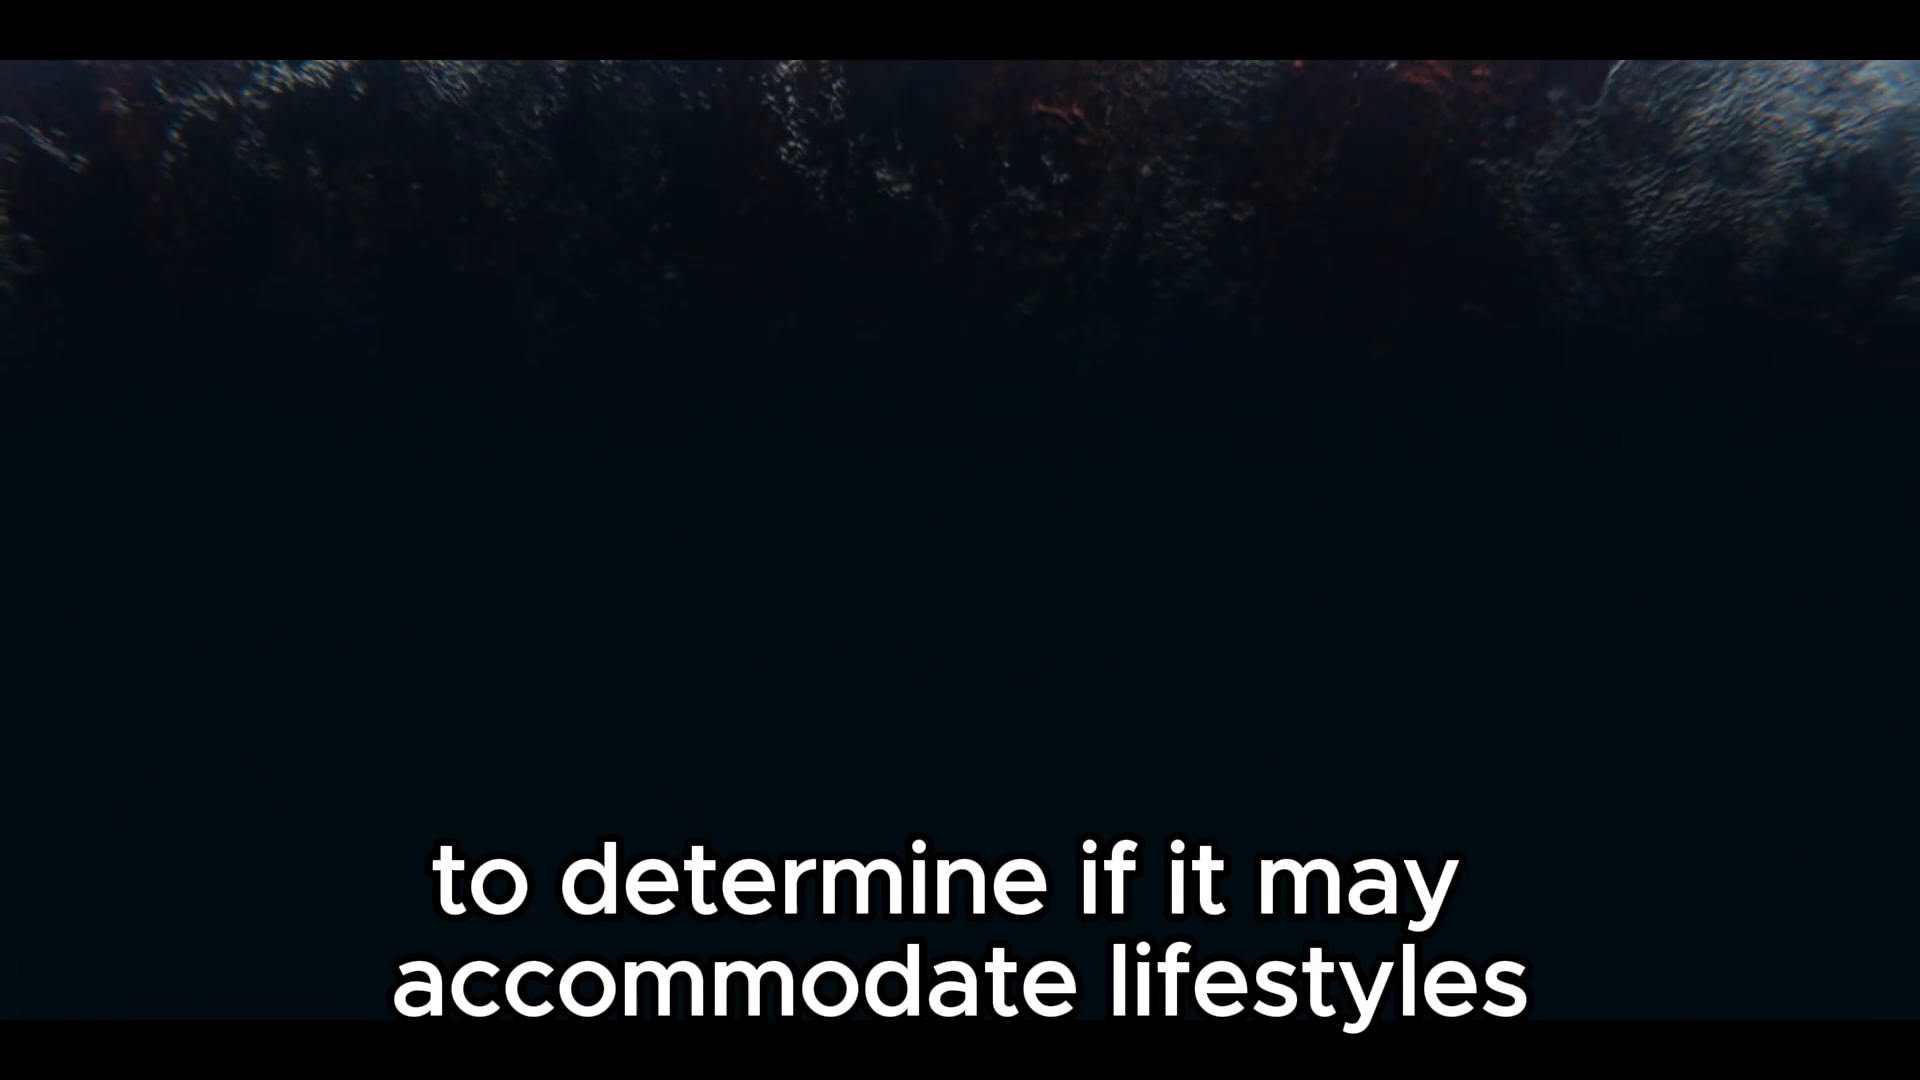 to determine if it may
accommodate lifestyles